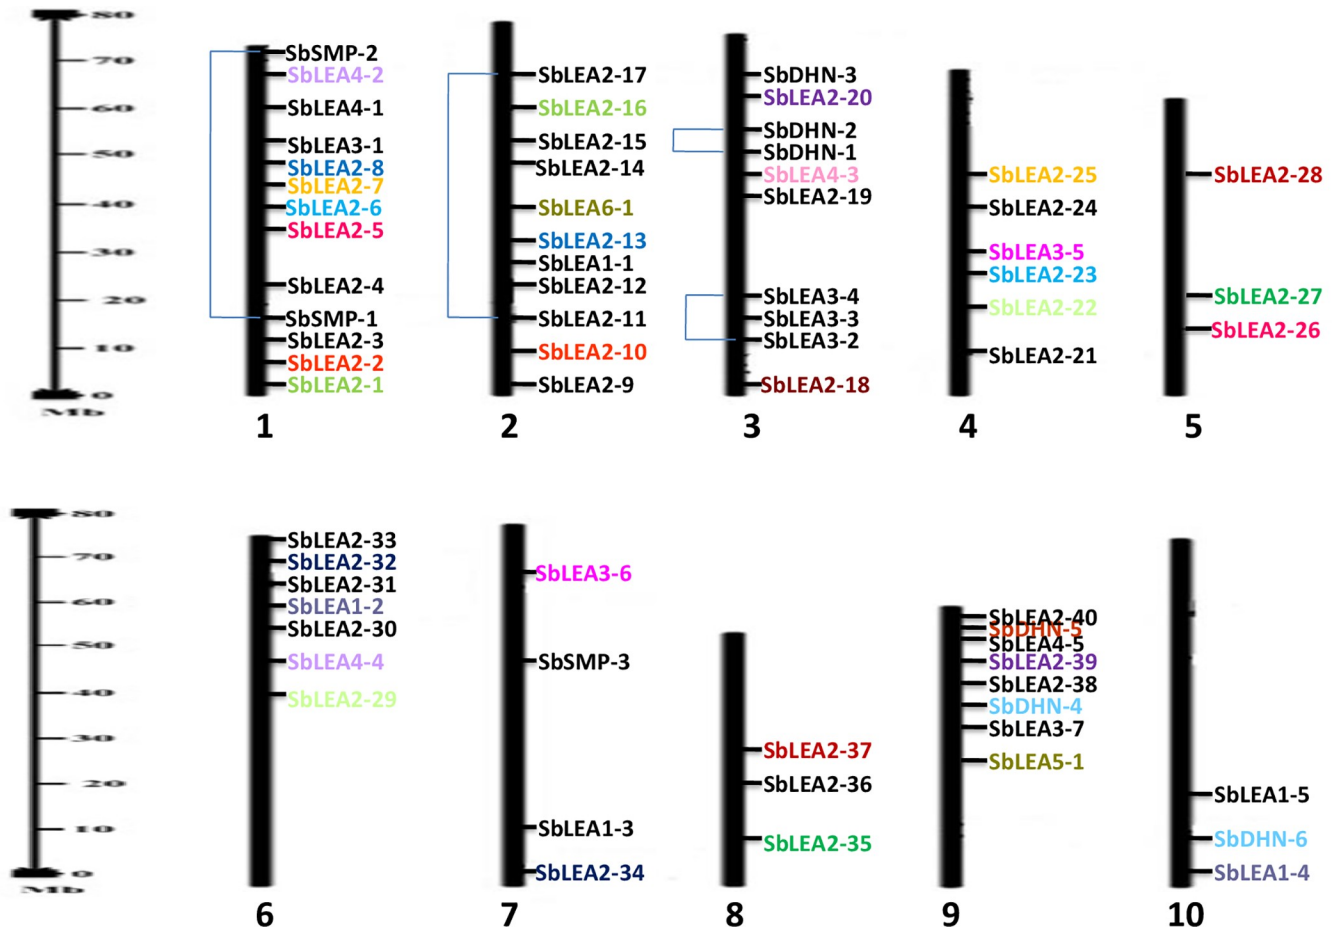 80
70
60
50
40
30
20
10
0
Mb
SbSMP-2
SbLEA4-2
SbLEA4-1
SbLEA3-1
SbLEA2-8
SbLEA2-7
SbLEA2-6
SbLEA2-5
SbLEA2-4
SbSMP-1
SbLEA2-3
SbLEA2-2
SbLEA2-1
1
SbLEA2-17
SbLEA2-16
SbLEA2-15
SbLEA2-14
SbLEA6-1
SbLEA2-13
SbLEA1-1
SbLEA2-12
SbLEA2-11
SbLEA2-10
SbLEA2-9
2
SbDHN-3
SbLEA2-20
SbDHN-2
SbDHN-1
SbLEA4-3
SbLEA2-19
SbLEA3-4
SbLEA3-3
SbLEA3-2
SbLEA2-18
3
SbLEA2-25
SbLEA2-24
SbLEA3-5
SbLEA2-23
SbLEA2-22
SbLEA2-21
4
SbLEA2-28
SbLEA2-27
SbLEA2-26
5
80
70
60
50
40
30
20
10
0
Mb
SbLEA2-33
SbLEA2-32
SbLEA2-31
SbLEA1-2
SbLEA2-30
SbLEA4-4
SbLEA2-29
6
SbLEA3-6
SbSMP-3
SbLEA1-3
SbLEA2-34
7
SbLEA2-37
SbLEA2-36
SbLEA2-35
8
SbLEA2-40
SbDHN-5
SbLEA4-5
SbLEA2-39
SbLEA2-38
SbDHN-4
SbLEA3-7
SbLEA5-1
9
SbLEA1-5
SbDHN-6
SbLEA1-4
10